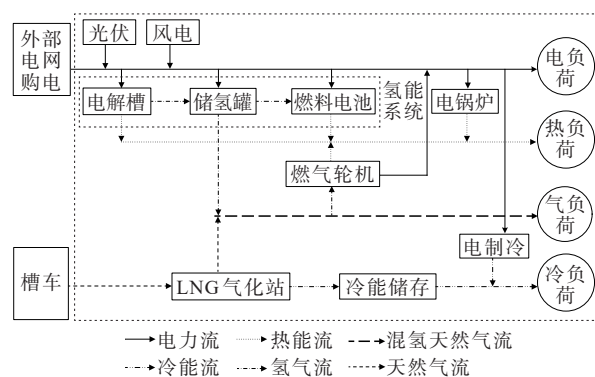 外部
电网
购电
光伏
风电
电负
荷
电解槽
储氢罐
燃料电池
氢能
系统
电锅炉
热负
荷
燃气轮机
气负
荷
电制冷
槽车
LNG气化站
冷能储存
冷负
荷
电力流
热能流
混氢天然气流
冷能流
氢气流
天然气流